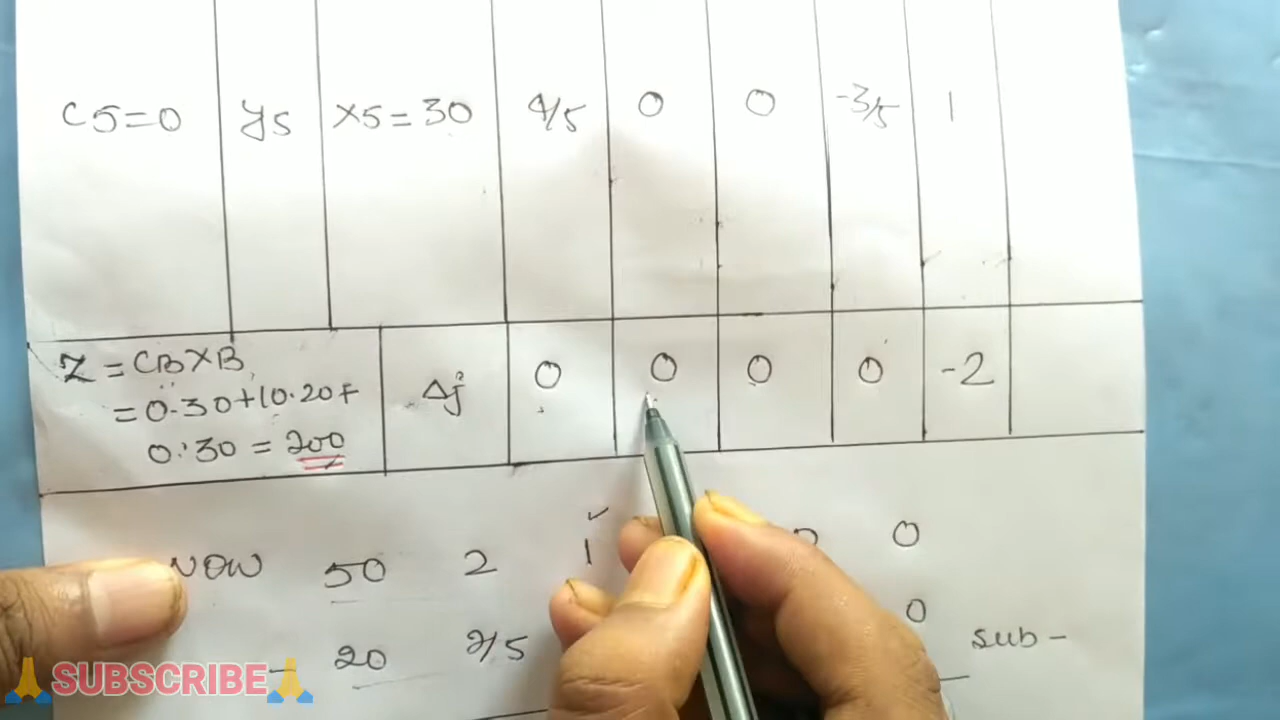 C5=0 y5 x5=30 4/5 0 0 -3/5 1
Z = CBXB
= 0.30+10.20+
0.30 = 200
Δj 0 0 0 0 -2
NOW 50 2 1 0
- 20 2/5 0 sub-
🙏SUBSCRIBE🙏